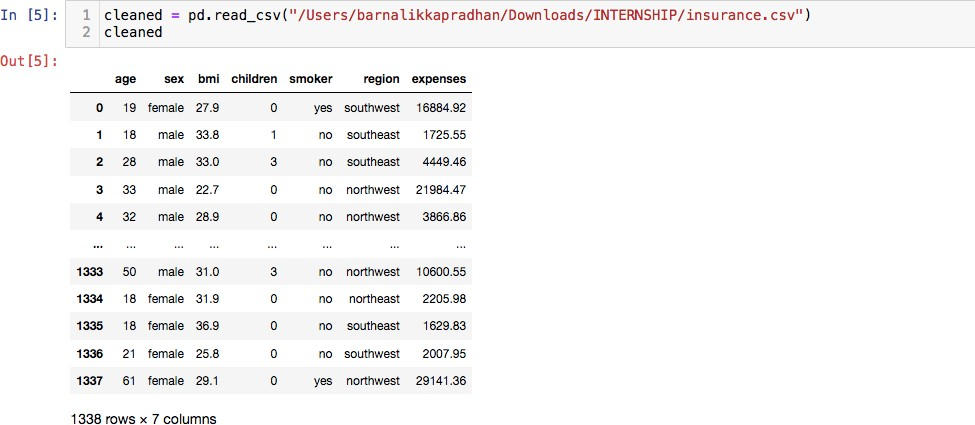 In [5]: 1 cleaned = pd.read_csv("/Users/barnalikkapradhan/Downloads/INTERNSHIP/insurance.csv")
2 cleaned
Out[5]:
age sex bmi children smoker region expenses
0 19 female 27.9 0 yes southwest 16884.92
1 18 male 33.8 1 no southeast 1725.55
2 28 male 33.0 3 no southeast 4449.46
3 33 male 22.7 0 no northwest 21984.47
4 32 male 28.9 0 no northwest 3866.86
... ... ... ... ... ... ... ...
1333 50 male 31.0 3 no northwest 10600.55
1334 18 female 31.9 0 no northeast 2205.98
1335 18 female 36.9 0 no southeast 1629.83
1336 21 female 25.8 0 no southwest 2007.95
1337 61 female 29.1 0 yes northwest 29141.36
1338 rows × 7 columns